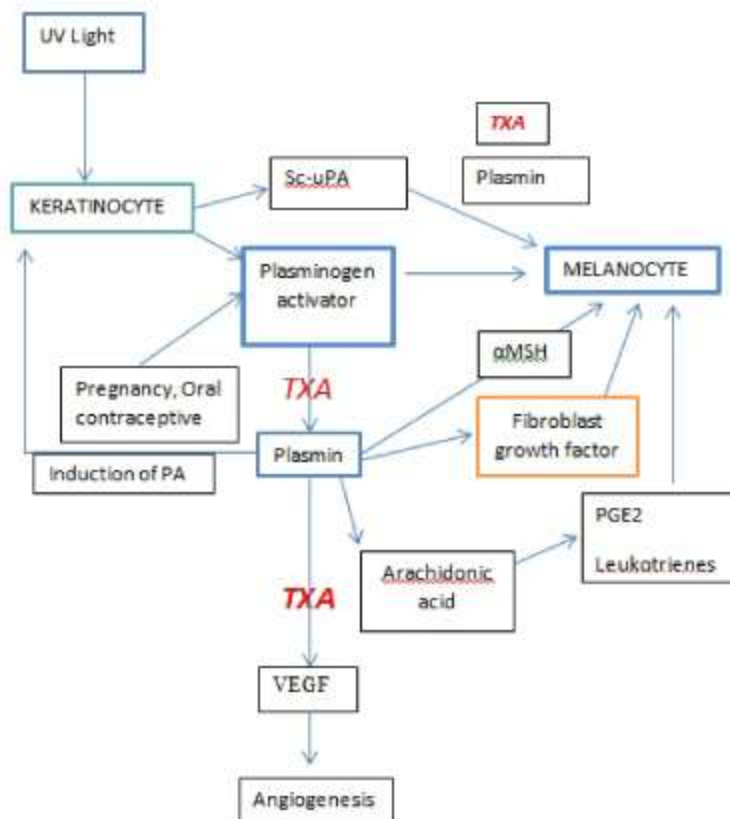 UV Light
TXA
Plasmin
Sc-uPA
KERATINOCYTE
Plasminogen
activator
MELANOCYTE
αMSH
TXA
Pregnancy, Oral
contraceptive
Fibroblast
growth factor
Plasmin
Induction of PA
PGE2
Leukotrienes
Arachidonic
acid
TXA
VEGF
Angiogenesis